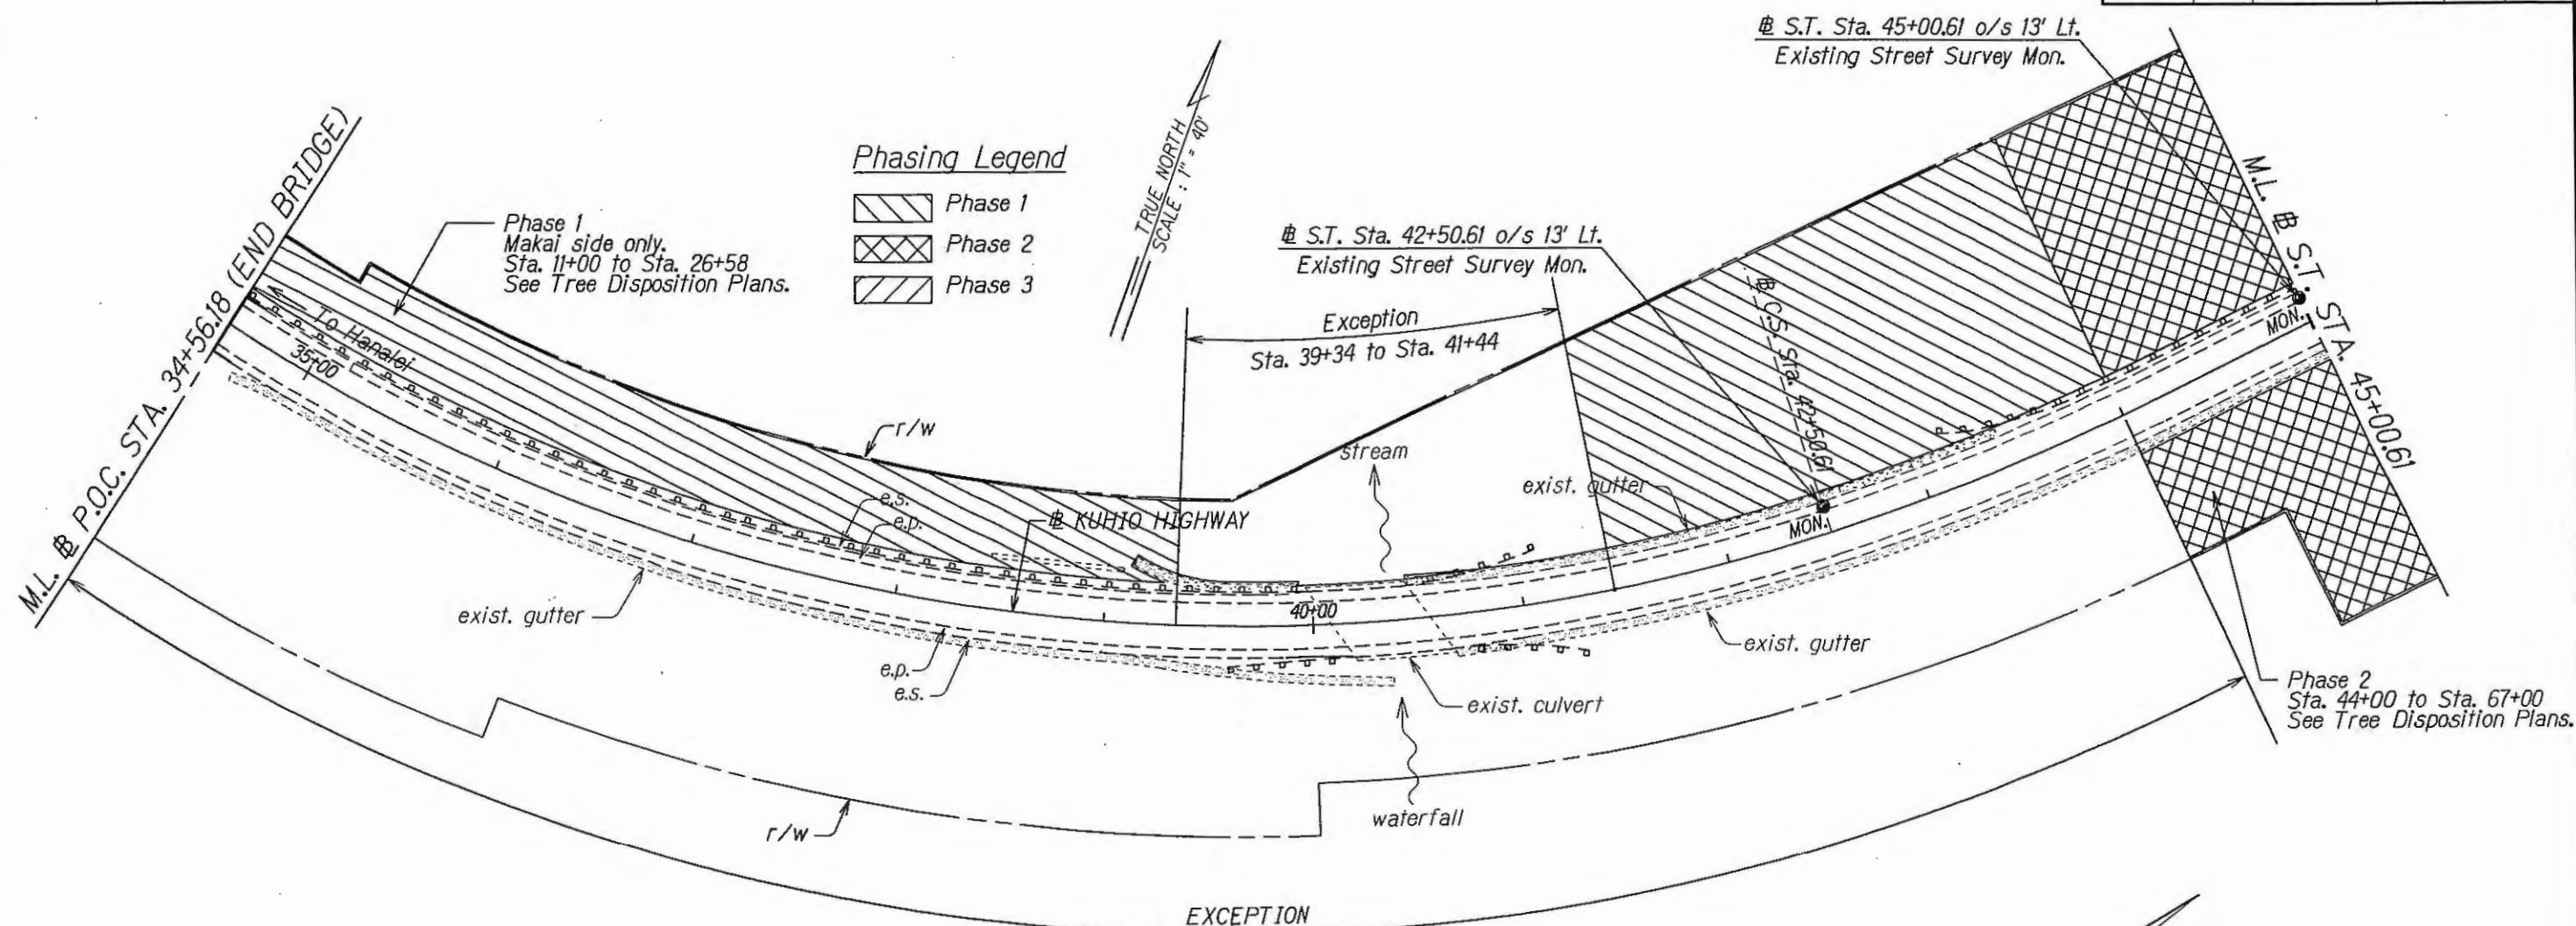 ℄ S.T. Sta. 45+00.61 o/s 13' Lt.
Existing Street Survey Mon.
TRUE NORTH
SCALE : 1" = 40'
Phasing Legend
Phase 1
Phase 2
Phase 3
Phase 1
Makai side only.
Sta. 11+00 to Sta. 26+58
See Tree Disposition Plans.
℄ S.T. Sta. 42+50.61 o/s 13' Lt.
Existing Street Survey Mon.
M.L. ℄ P.O.C. STA. 34+56.18 (END BRIDGE)
To Hanalei
35+00
Exception
Sta. 39+34 to Sta. 41+44
℄ C.S. Sta. 42+50.61
M.L. ℄ S.T. STA. 45+00.61
MON.
r/w
stream
exist. gutter
e.s.
e.p.
℄ KUHIO HIGHWAY
MON.
40+00
exist. gutter
e.p.
e.s.
exist. gutter
exist. culvert
Phase 2
Sta. 44+00 to Sta. 67+00
See Tree Disposition Plans.
waterfall
r/w
EXCEPTION